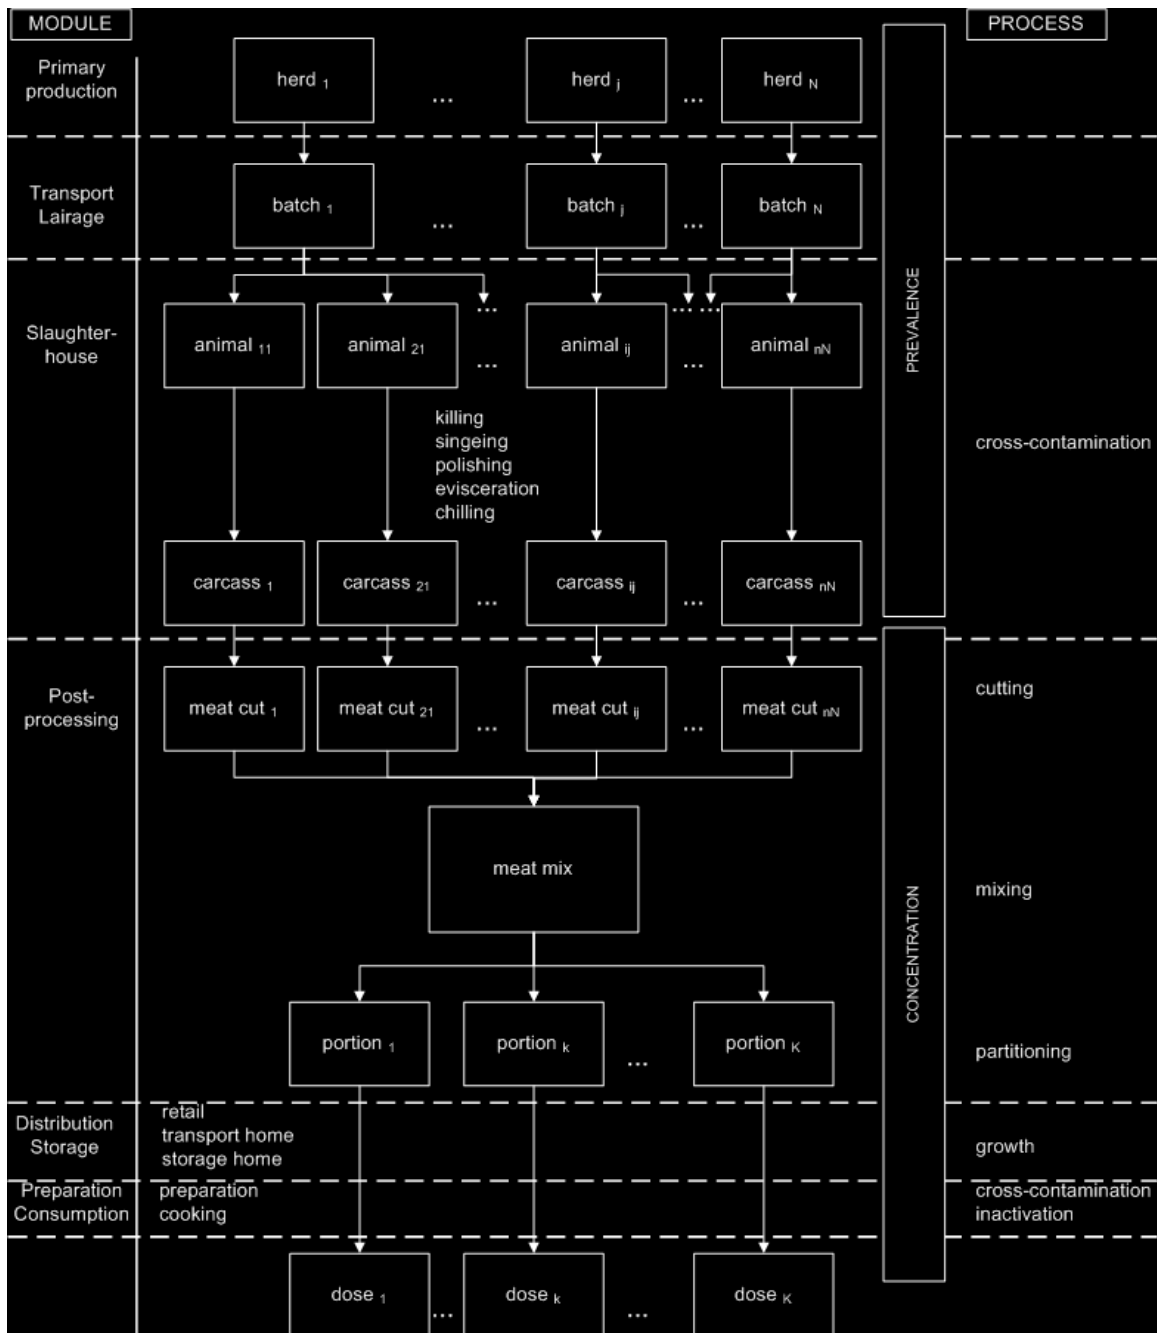 MODULE
PROCESS
Primary
production
herd 1
...
herd j
...
herd N
Transport
Lairage
batch 1
...
batch j
...
batch N
PREVALENCE
...
... ...
Slaughter-
house
animal 11
animal 21
...
animal ij
...
animal nN
killing
singeing
polishing
evisceration
chilling
cross-contamination
carcass 1
carcass 21
...
carcass ij
...
carcass nN
Post-
processing
meat cut 1
meat cut 21
...
meat cut ij
...
meat cut nN
cutting
meat mix
mixing
CONCENTRATION
portion 1
portion k
...
portion K
partitioning
Distribution
Storage
retail
transport home
storage home
growth
Preparation
Consumption
preparation
cooking
cross-contamination
inactivation
dose 1
...
dose k
...
dose K